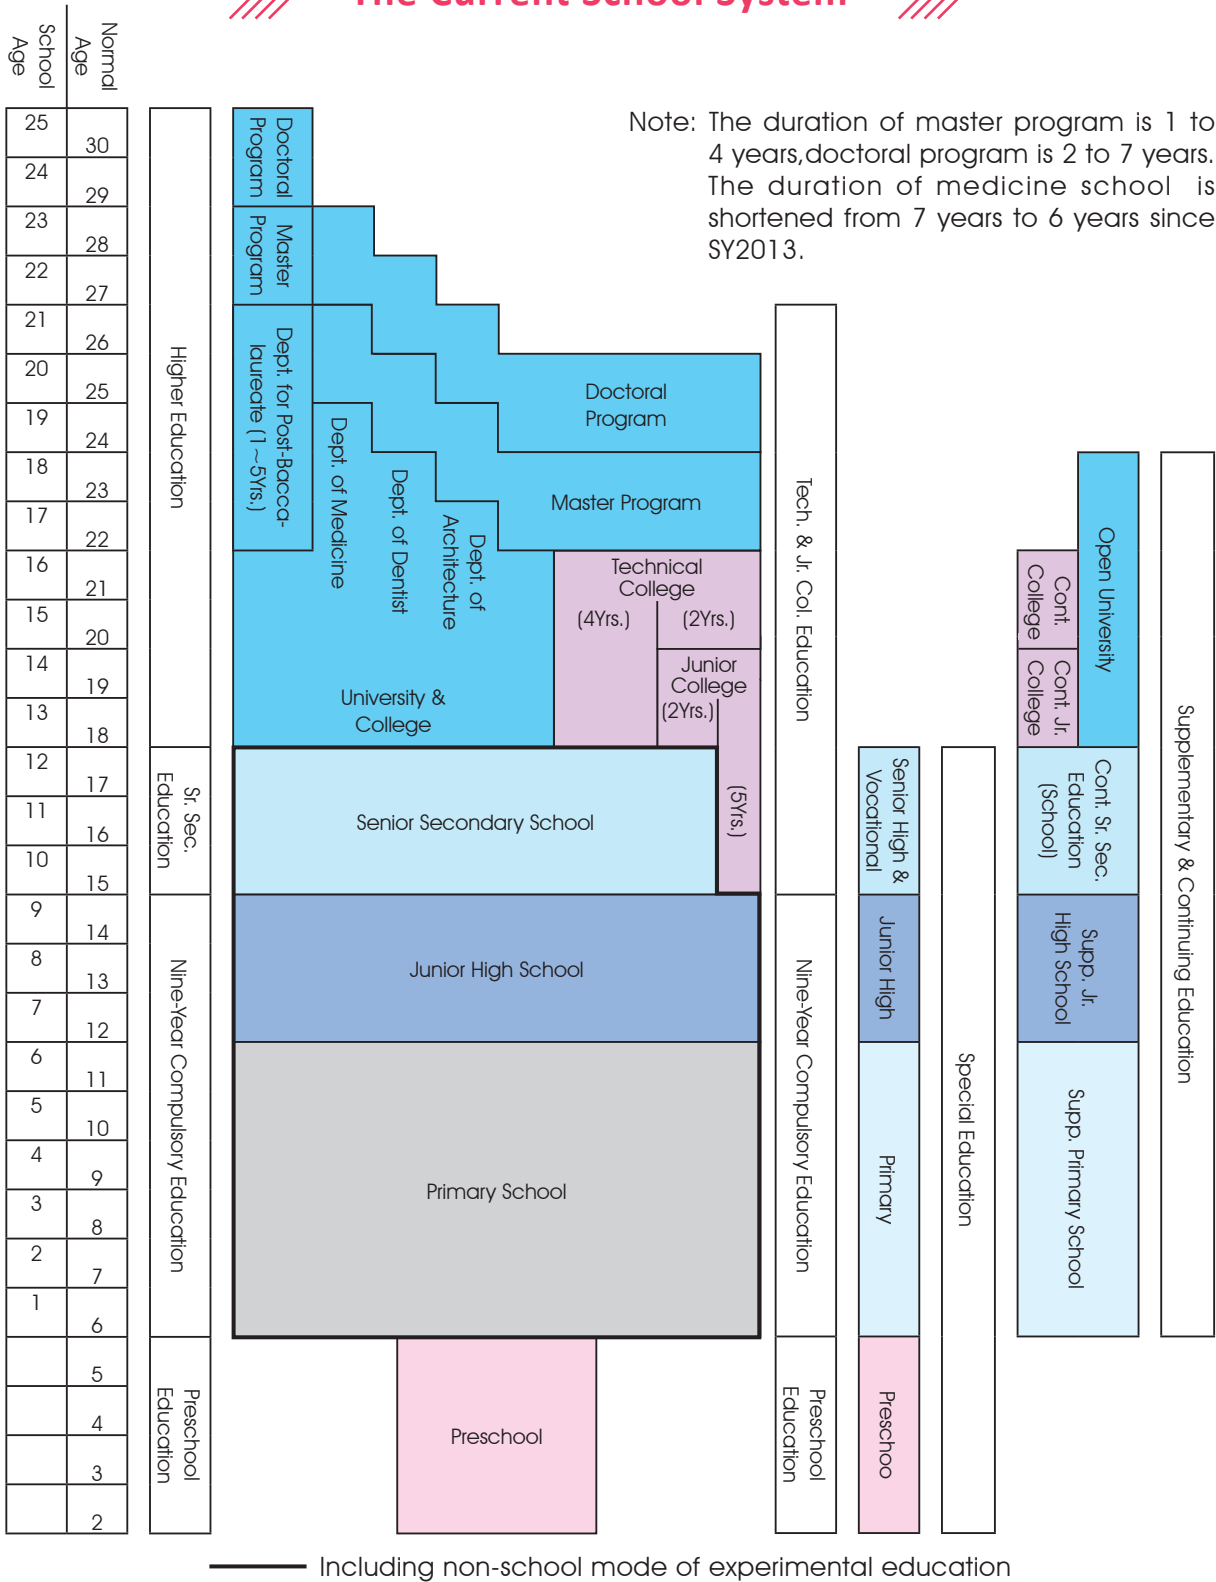 The Current School System
School
Age
Normal
Age
25
24
23
22
21
20
19
18
17
16
15
14
13
12
11
10
9
8
7
6
5
4
3
2
1
30
29
28
27
26
25
24
23
22
21
20
19
18
17
16
15
14
13
12
11
10
9
8
7
6
5
4
3
2
Higher Education
Sr. Sec.
Education
Nine-Year Compulsory Education
Preschool
Education
Note: The duration of master program is 1 to
4 years,doctoral program is 2 to 7 years.
The duration of medicine school is
shortened from 7 years to 6 years since
SY2013.
Doctoral
Program
Master
Program
Dept. for Post-Bacca-
laureate (1~5Yrs.)
Dept. of Medicine
Dept. of Dentist
Dept. of
Architecture
Doctoral
Program
Master Program
University &
College
Technical
College
(4Yrs.)
(2Yrs.)
Junior
College
(2Yrs.)
(5Yrs.)
Senior Secondary School
Junior High School
Primary School
Preschool
Tech. & Jr. Col. Education
Nine-Year Compulsory Education
Preschool
Education
Senior High &
Vocational
Junior High
Primary
Preschoo
Special Education
Open University
Cont.
College
Cont. Jr.
College
Cont. Sr. Sec.
Education
(School)
Supp. Jr.
High School
Supp. Primary School
Supplementary & Continuing Education
Including non-school mode of experimental education